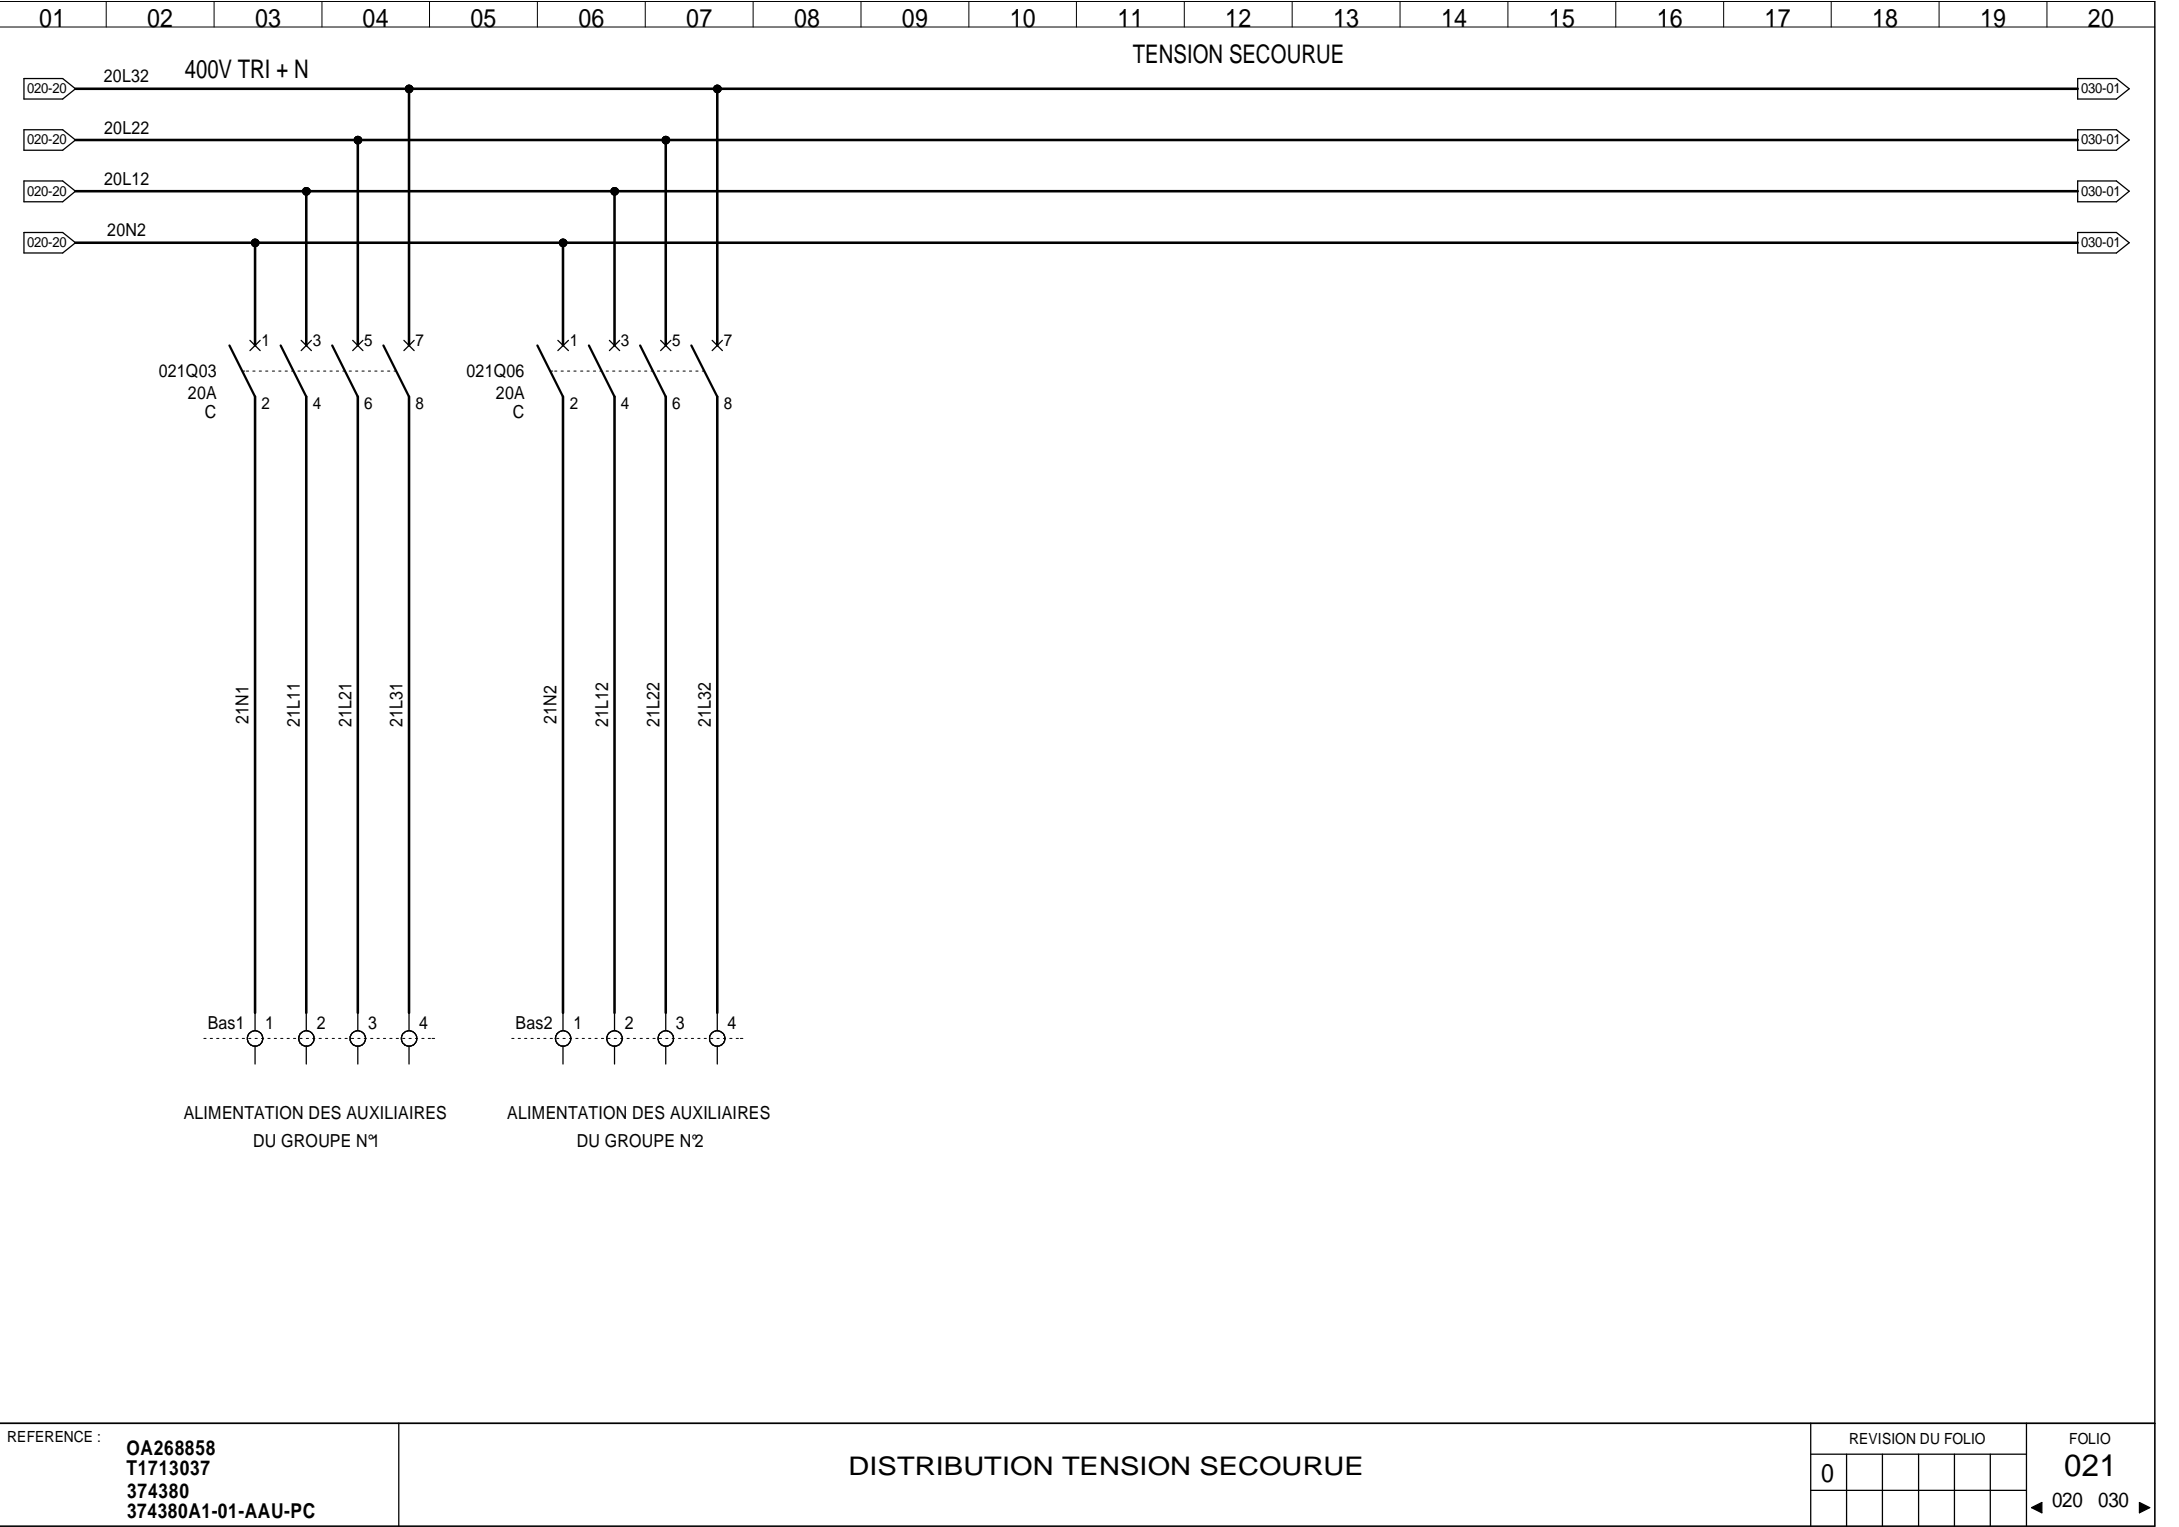 01 02 03 04 05 06 07 08 09 10 11 12 13 14 15 16 17 18 19 20
TENSION SECOURUE
400V TRI + N
020-20 20L32 030-01
020-20 20L22 030-01
020-20 20L12 030-01
020-20 20N2 030-01
1 3 5 7 1 3 5 7
021Q03 021Q06
20A 20A
C C
2 4 6 8 2 4 6 8
21N1 21L11 21L21 21L31 21N2 21L12 21L22 21L32
Bas1 1 2 3 4 Bas2 1 2 3 4
ALIMENTATION DES AUXILIAIRES
DU GROUPE N°1
ALIMENTATION DES AUXILIAIRES
DU GROUPE N°2
REFERENCE :
OA268858
T1713037
374380
374380A1-01-AAU-PC
DISTRIBUTION TENSION SECOURUE
REVISION DU FOLIO
0
FOLIO
021
020 030